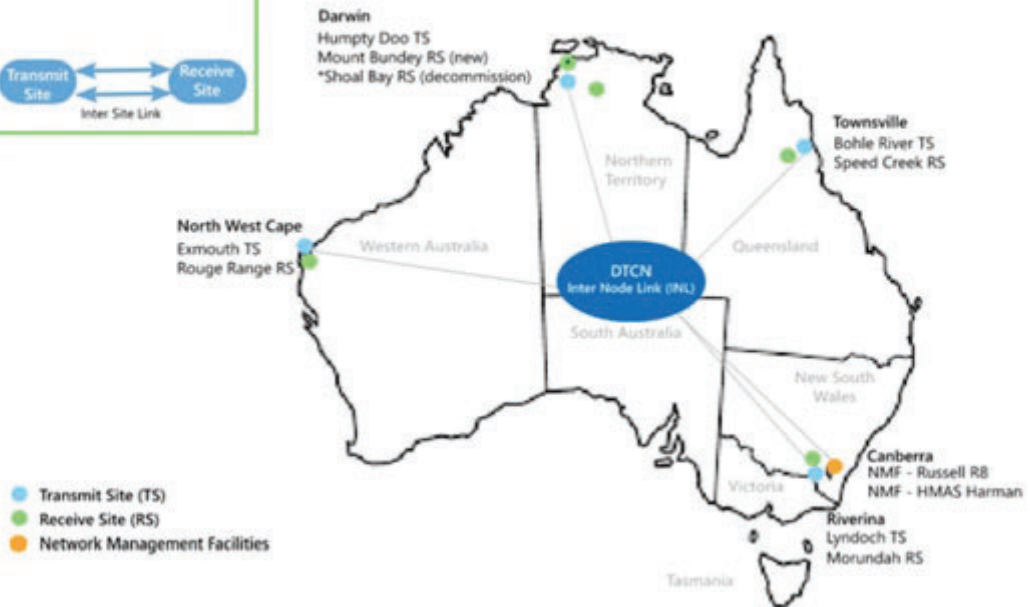 Transmit
Site
Receive
Site
Inter Site Link
Darwin
Humpty Doo TS
Mount Bundey RS (new)
*Shoal Bay RS (decommission)
Northern
Territory
Townsville
Bohle River TS
Speed Creek RS
North West Cape
Exmouth TS
Rouge Range RS
Western Australia
Queensland
DTCN
Inter Node Link (INL)
South Australia
New South
Wales
Canberra
NMF - Russell R8
NMF - HMAS Harman
Victoria
Riverina
Lyndoch TS
Morundah RS
Tasmania
Transmit Site (TS)
Receive Site (RS)
Network Management Facilities